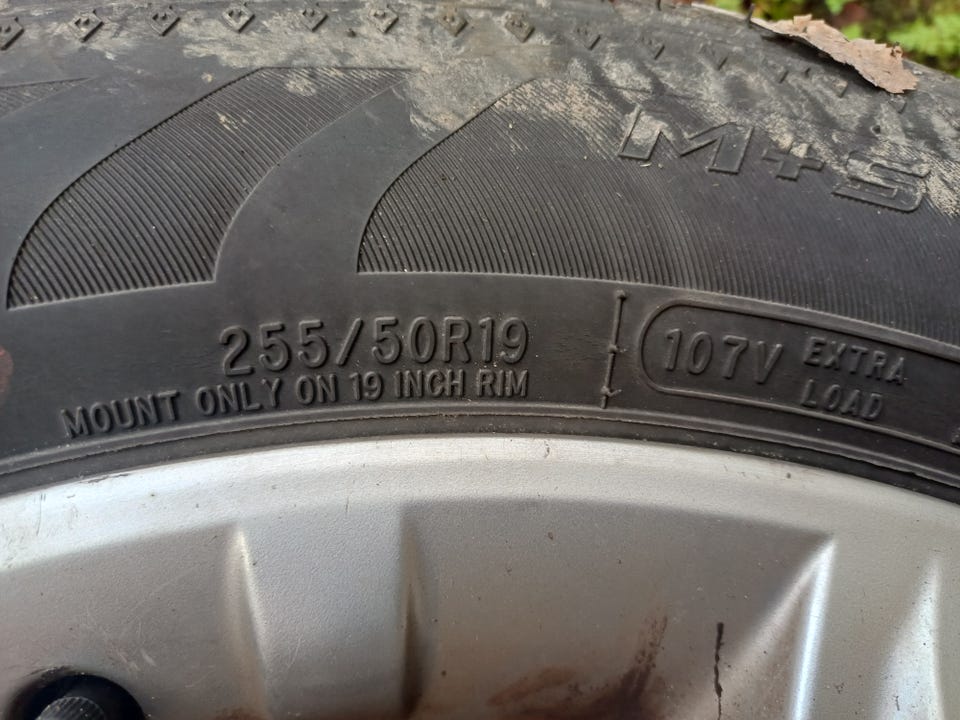 M+S
255/50R19
MOUNT ONLY ON 19 INCH RIM
107V EXTRA
LOAD